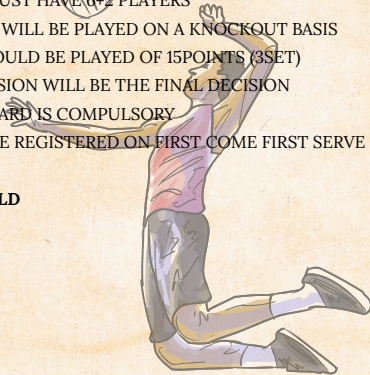 UST HAVE 6+2 PLAYERS
WILL BE PLAYED ON A KNOCKOUT BASIS
OULD BE PLAYED OF 15POINTS (3SET)
SION WILL BE THE FINAL DECISION
ARD IS COMPULSORY
E REGISTERED ON FIRST COME FIRST SERVE
LD